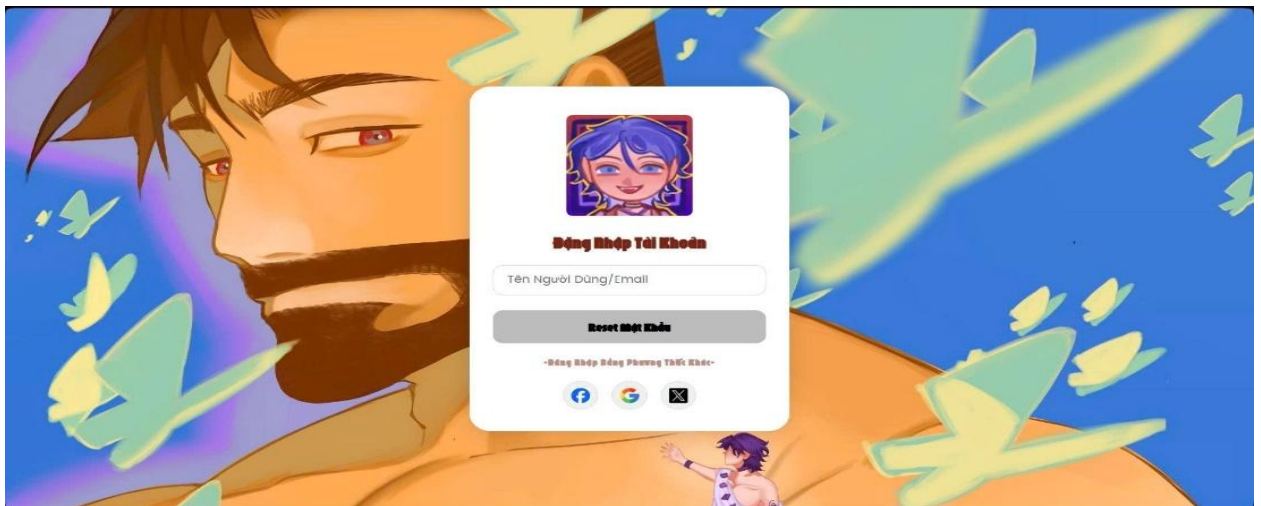 Đăng Nhập Tài Khoản
Tên Người Dùng/Email
Reset Mật Khẩu
-Đăng Nhập Bằng Phương Thức Khác-